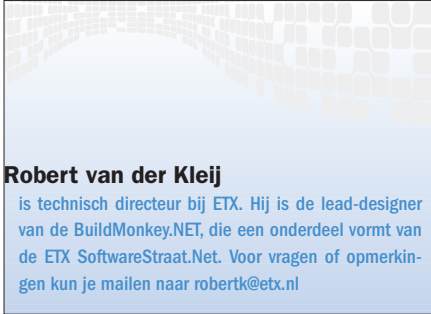 Robert van der Kleij
is technisch directeur bij ETX. Hij is de lead-designer
van de BuildMonkey.NET, die een onderdeel vormt van
de ETX SoftwareStraat.Net. Voor vragen of opmerkin-
gen kun je mailen naar robertk@etx.nl